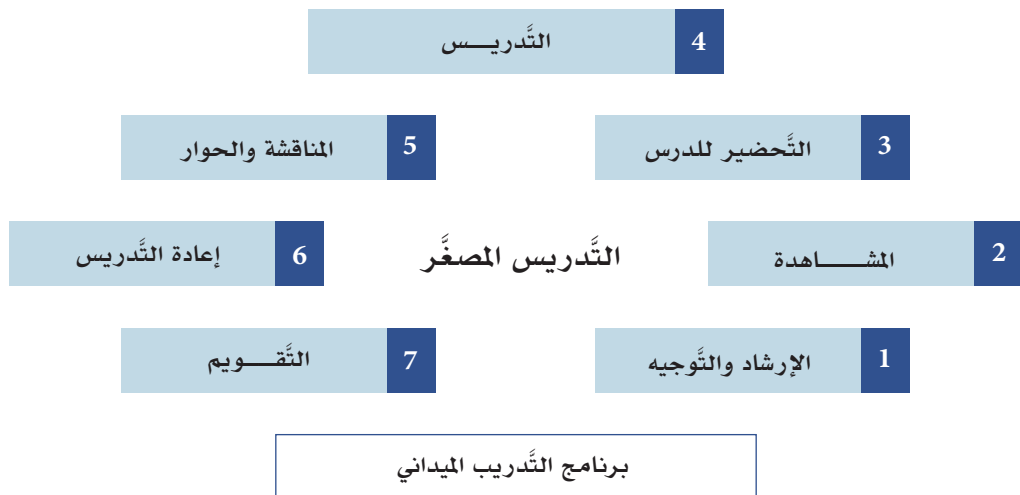 4 التَّدريـــس
3 التَّحضير للدرس
5 المناقشة والحوار
2 المشـــــاهدة
التَّدريس المصغَّر
6 إعادة التَّدريس
1 الإرشاد والتَّوجيه
7 التَّقـــويم
برنامج التَّدريب الميداني